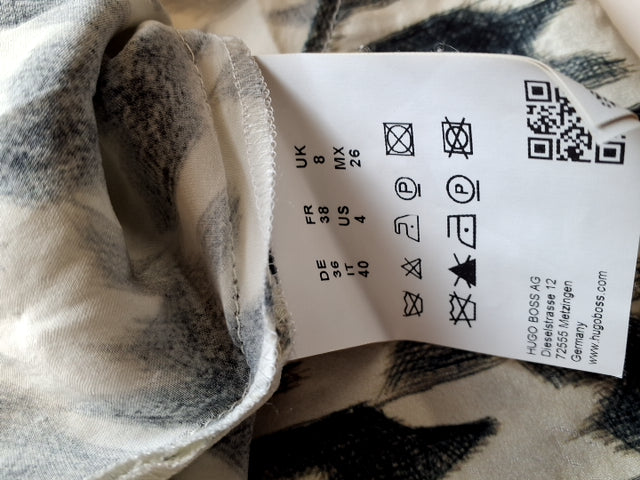 DE FR UK
36 38 8
IT US MX
40 4 26
P
P
HUGO BOSS AG
Dieselstrasse 12
72555 Metzingen
Germany
www.hugoboss.com